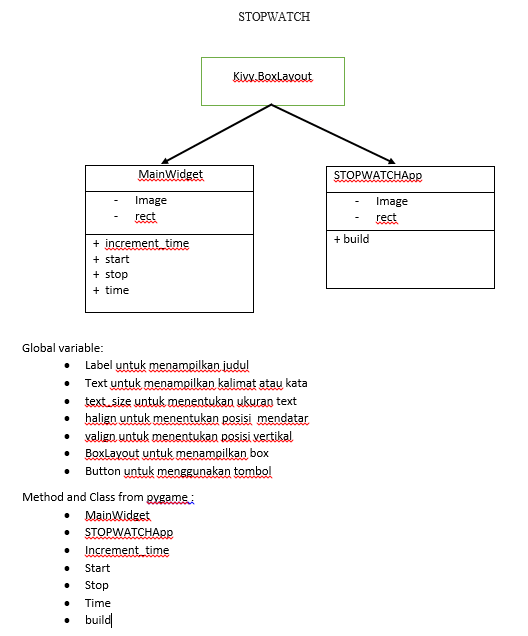 STOPWATCH
Kivy.BoxLayout
MainWidget
- Image
- rect
+ increment_time
+ start
+ stop
+ time
STOPWATCHApp
- Image
- rect
+ build
Global variable:
• Label untuk menampilkan judul
• Text untuk menampilkan kalimat atau kata
• text_size untuk menentukan ukuran text
• halign untuk menentukan posisi mendatar
• valign untuk menentukan posisi vertikal
• BoxLayout untuk menampilkan box
• Button untuk menggunakan tombol
Method and Class from pygame :
• MainWidget
• STOPWATCHApp
• Increment_time
• Start
• Stop
• Time
• build